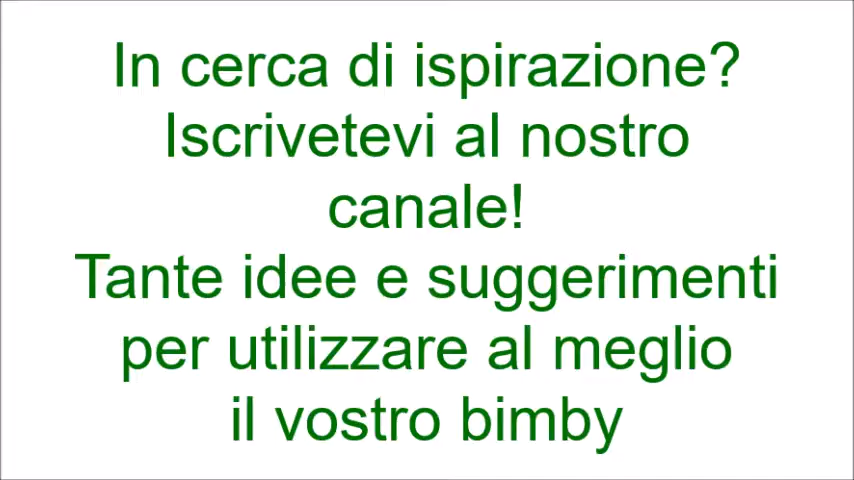 In cerca di ispirazione?
Iscrivetevi al nostro
canale!
Tante idee e suggerimenti
per utilizzare al meglio
il vostro bimby